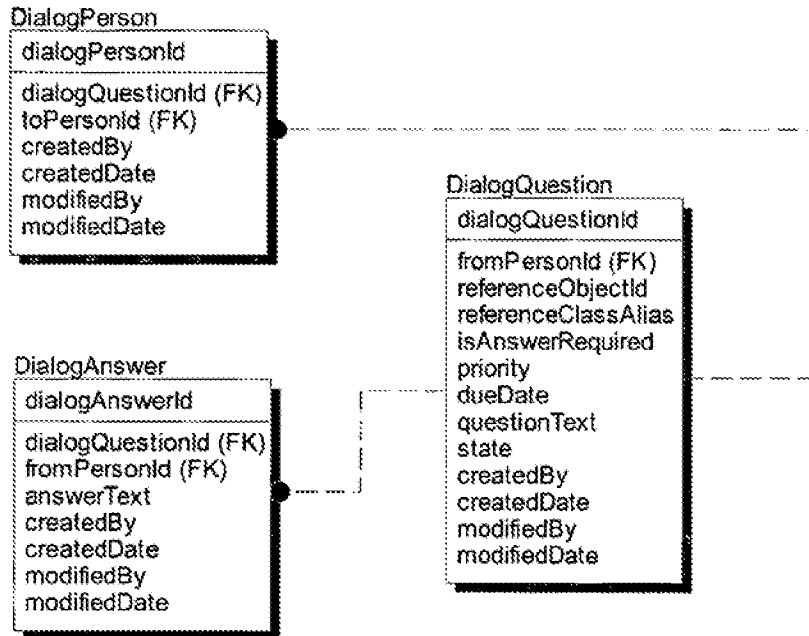 DialogPerson
dialogPersonId
dialogQuestionId (FK)
toPersonId (FK)
createdBy
createdDate
modifiedBy
modifiedDate
DialogQuestion
dialogQuestionId
fromPersonId (FK)
referenceObjectId
referenceClassAlias
isAnswerRequired
priority
dueDate
questionText
state
createdBy
createdDate
modifiedBy
modifiedDate
DialogAnswer
dialogAnswerId
dialogQuestionId (FK)
fromPersonId (FK)
answerText
createdBy
createdDate
modifiedBy
modifiedDate